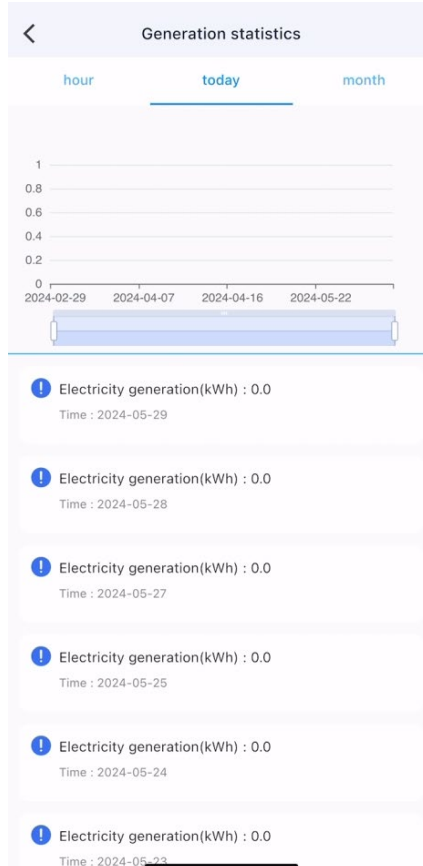 Generation statistics
hour today month
1
0.8
0.6
0.4
0.2
0
2024-02-29 2024-04-07 2024-04-16 2024-05-22
Electricity generation(kWh) : 0.0
Time : 2024-05-29
Electricity generation(kWh) : 0.0
Time : 2024-05-28
Electricity generation(kWh) : 0.0
Time : 2024-05-27
Electricity generation(kWh) : 0.0
Time : 2024-05-25
Electricity generation(kWh) : 0.0
Time : 2024-05-24
Electricity generation(kWh) : 0.0
Time : 2024-05-23